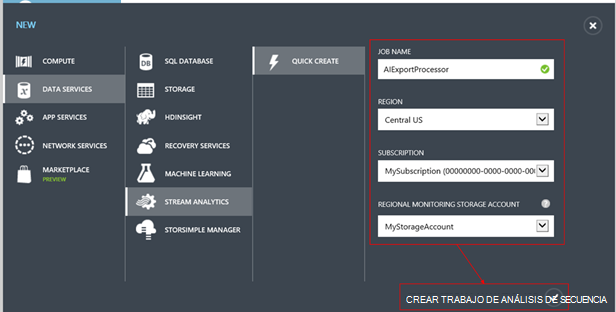 NEW
COMPUTE
DATA SERVICES
APP SERVICES
NETWORK SERVICES
MARKETPLACE
PREVIEW
SQL DATABASE
STORAGE
HDINSIGHT
RECOVERY SERVICES
MACHINE LEARNING
STREAM ANALYTICS
STORSIMPLE MANAGER
QUICK CREATE
JOB NAME
AIExportProcessor
REGION
Central US
SUBSCRIPTION
MySubscription (00000000-0000-0000-000
REGIONAL MONITORING STORAGE ACCOUNT ?
MyStorageAccount
CREAR TRABAJO DE ANÁLISIS DE SECUENCIA